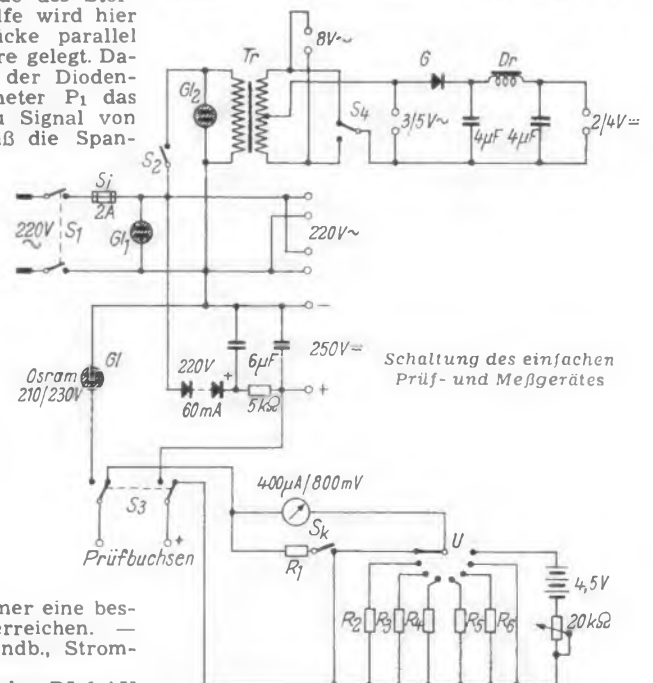 lfe wird hier
ücke parallel
re gelegt. Da-
der Dioden-
neter P₁ das
u Signal von
ß die Span-
Tr
8V~
G
Dr
Gl₂
S₂
S₄
3/5V~
4µF
4µF
2/4V=
Si
2A
220V
~
S₁
Gl₁
220V~
–
Gl
Osram
210/230V
220V
60mA
+
6µF
5kΩ
250V=
+
Schaltung des einfachen
Prüf- und Meßgerätes
S₃
+
Prüfbuchsen
400µA/800mV
Sₖ
R₁
U
R₂
R₃
R₄
R₅
R₆
4,5V
20kΩ
mer eine bes-
erreichen. —
ndb., Strom-